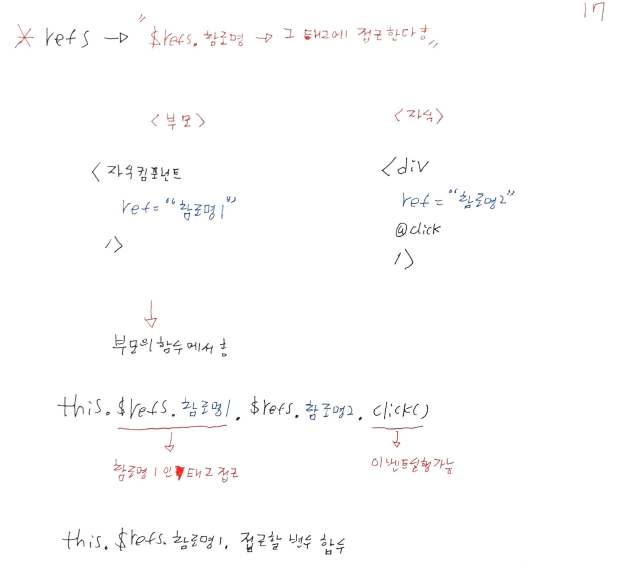 17
* refs → "$refs.참조명 → 그 태그에 접근한다음"
<부모>
<자식>
<자식컴포넌트
ref="참조명1"
/>
<div
ref="참조명2"
@click
/>
부모의 함수에서 음
this.$refs.참조명1.$refs.참조명2.click()
참조명1인 태그 접근
이벤트실행가능
this.$refs.참조명1. 접근할 변수 함수